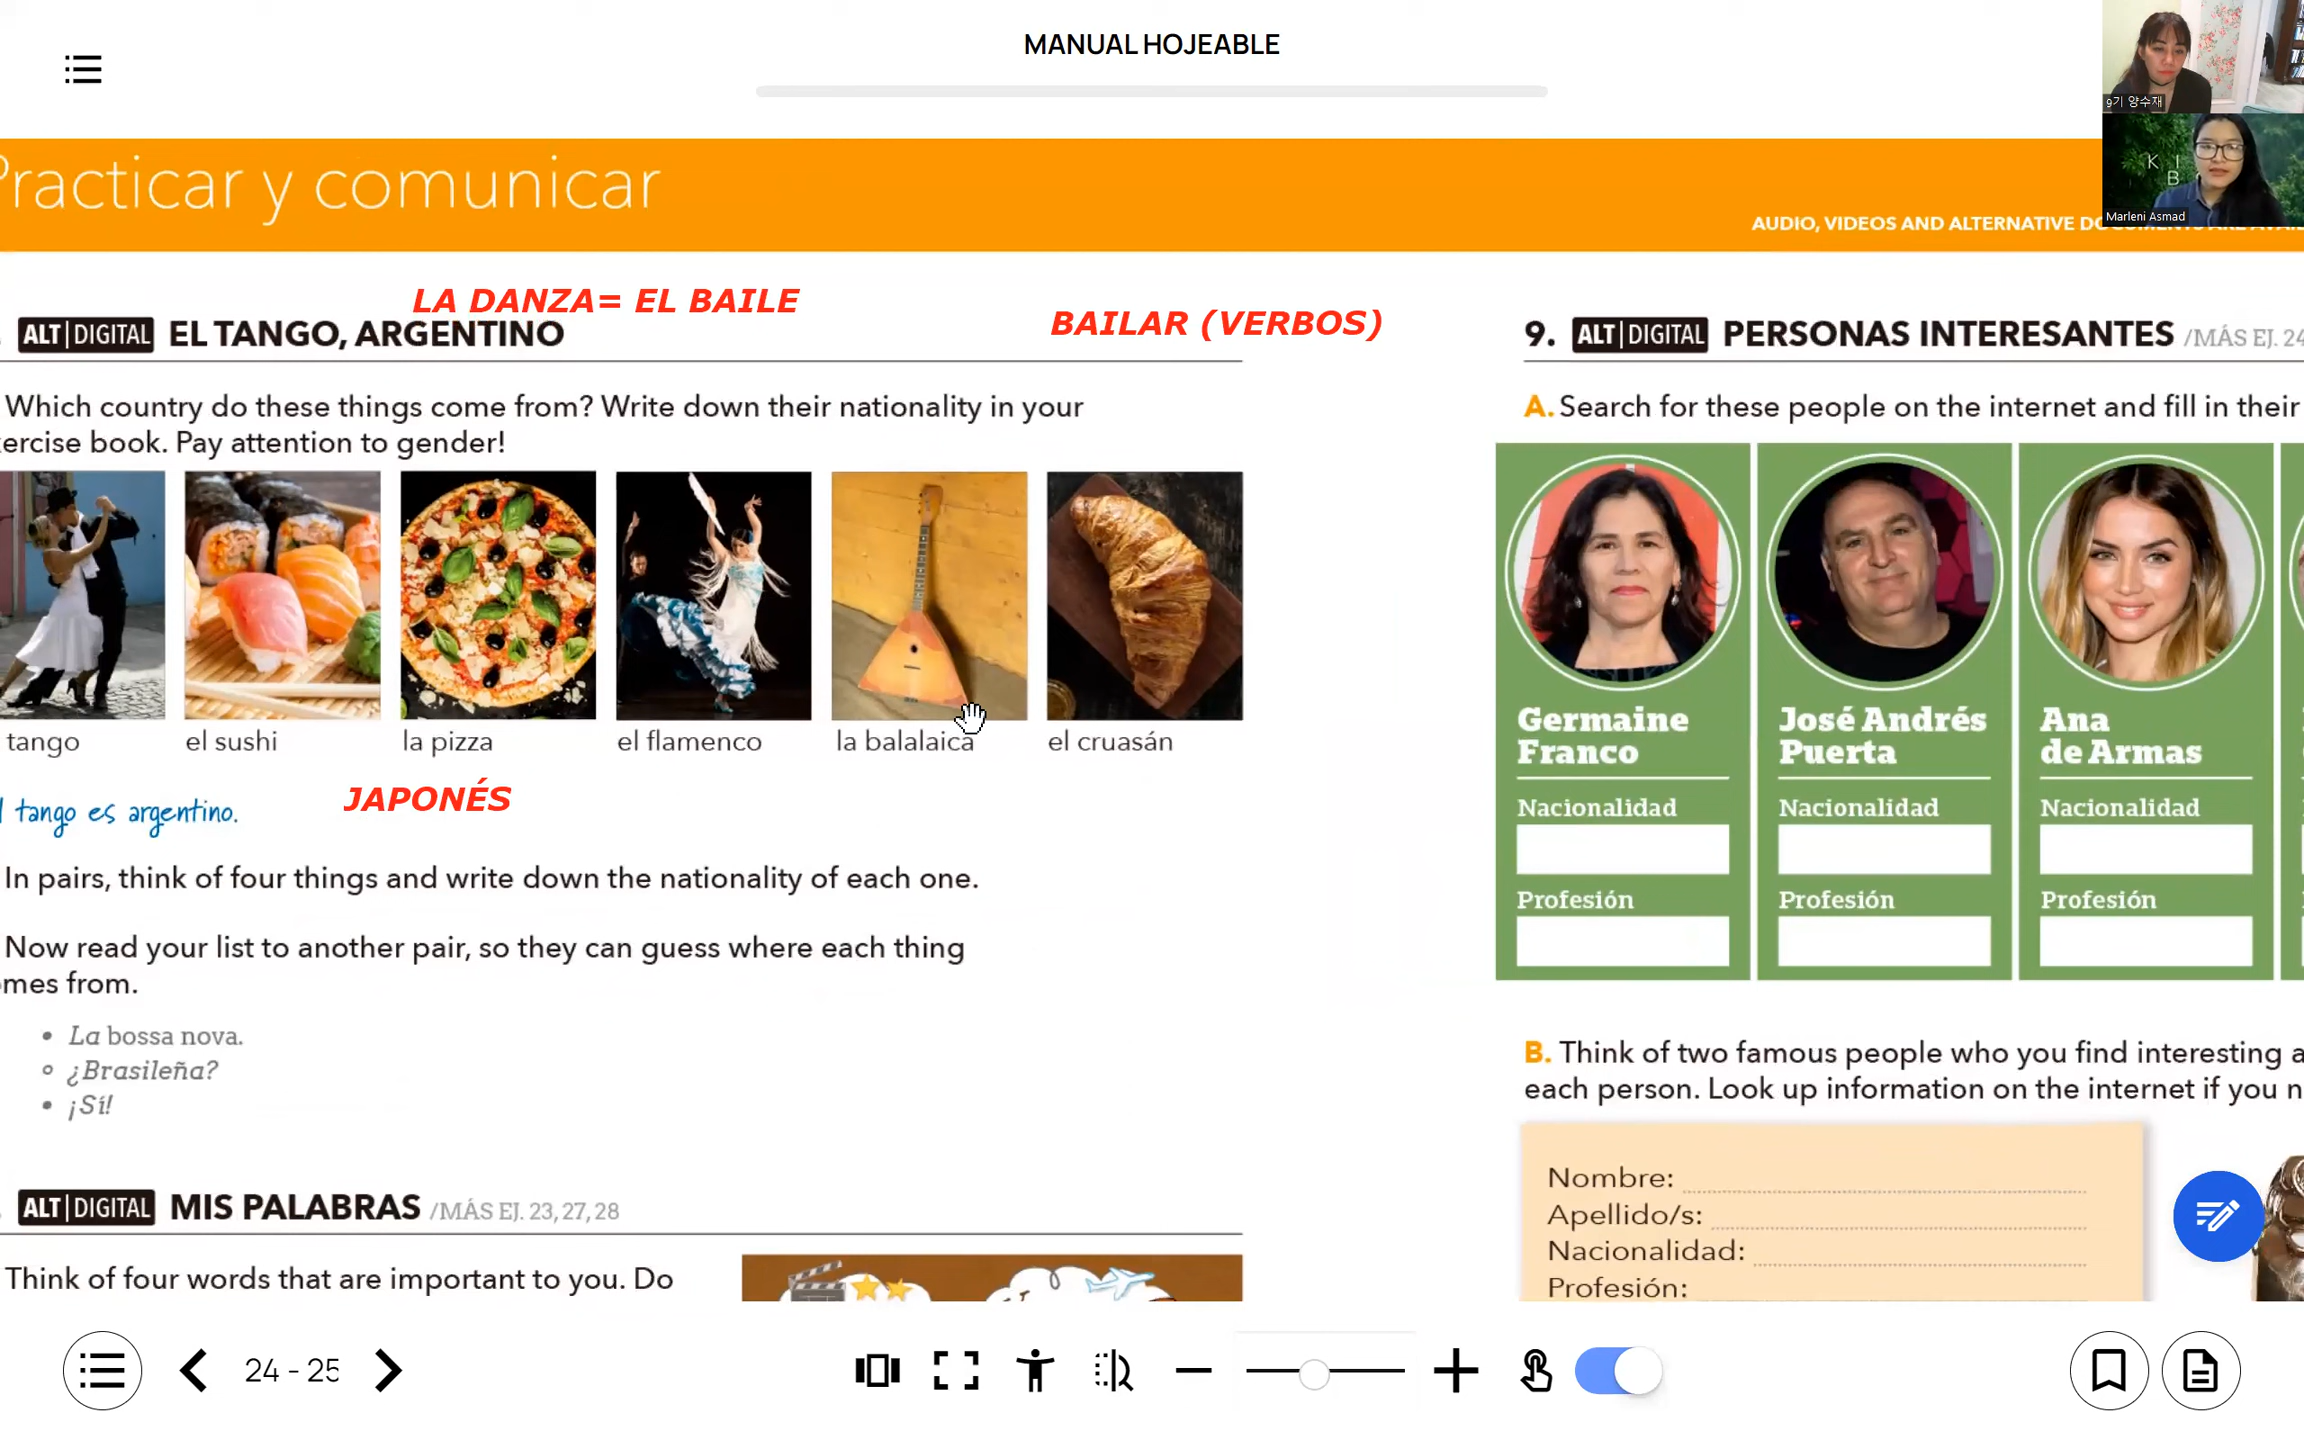 MANUAL HOJEABLE
9기 양수재
K I
B
Marleni Asmad
Practicar y comunicar
AUDIO, VIDEOS AND ALTERNATIVE
LA DANZA= EL BAILE
BAILAR (VERBOS)
ALT|DIGITAL EL TANGO, ARGENTINO
Which country do these things come from? Write down their nationality in your
ercise book. Pay attention to gender!
tango
el sushi
la pizza
el flamenco
la balalaica
el cruasán
JAPONÉS
l tango es argentino.
In pairs, think of four things and write down the nationality of each one.
Now read your list to another pair, so they can guess where each thing
mes from.
• La bossa nova.
◦ ¿Brasileña?
• ¡Sí!
ALT|DIGITAL MIS PALABRAS /MÁS EJ. 23, 27, 28
Think of four words that are important to you. Do
9. ALT|DIGITAL PERSONAS INTERESANTES /MÁS EJ. 24
A. Search for these people on the internet and fill in their
Germaine
Franco
Nacionalidad
Profesión
José Andrés
Puerta
Nacionalidad
Profesión
Ana
de Armas
Nacionalidad
Profesión
B. Think of two famous people who you find interesting a
each person. Look up information on the internet if you n
Nombre:
Apellido/s:
Nacionalidad:
Profesión:
24 - 25